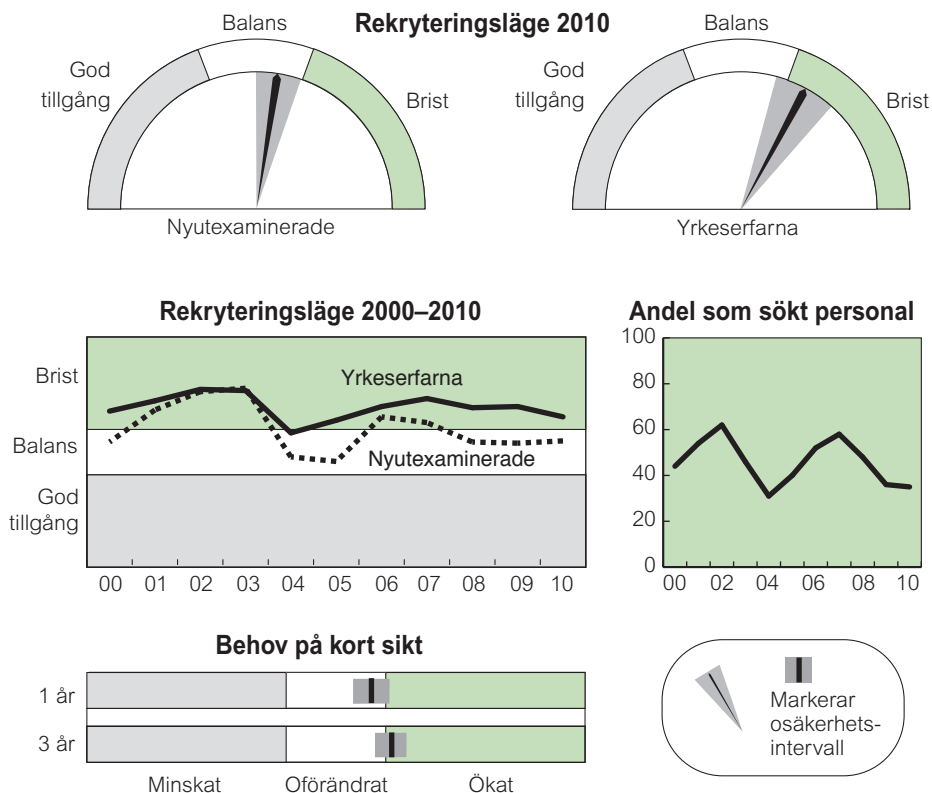 Rekryteringsläge 2010
Balans
God
tillgång
Brist
Nyutexaminerade
Balans
God
tillgång
Brist
Yrkeserfarna
Rekryteringsläge 2000–2010
Brist
Balans
God
tillgång
Yrkeserfarna
Nyutexaminerade
00 01 02 03 04 05 06 07 08 09 10
Andel som sökt personal
100
80
60
40
20
0
00 02 04 06 08 10
Behov på kort sikt
1 år
3 år
Minskat Oförändrat Ökat
Markerar
osäkerhets-
intervall